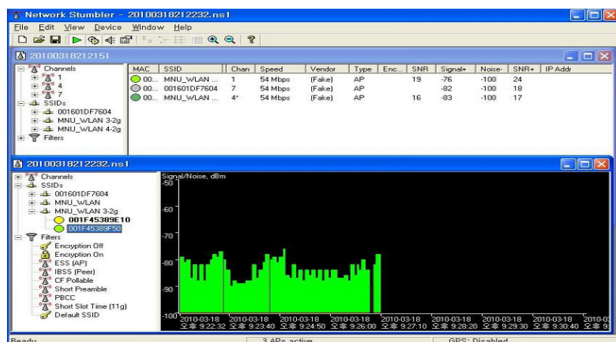 Network Stumbler - 20100318212232.ns1
File Edit View Device Window Help
20100318212151
Channels
1
4
7
SSIDs
001601DF7604
MNU_WLAN 3-2g
MNU_WLAN 4-2g
Filters
MAC SSID Chan Speed Vendor Type Enc... SNR Signal+ Noise- SNR+ IP Addr
00... MNU_WLAN ... 1 54 Mbps (Fake) AP 19 -76 -100 24
00... 001601DF7604 7 54 Mbps (Fake) AP -82 -100 18
00... MNU_WLAN ... 4* 54 Mbps (Fake) AP 16 -83 -100 17
20100318212232.ns1
Channels
SSIDs
001601DF7604
MNU_WLAN
MNU_WLAN 3-2g
001F45389E10
001F45389F50
Filters
Encryption Off
Encryption On
ESS (AP)
IBSS (Peer)
CF Pollable
Short Preamble
PBCC
Short Slot Time (11g)
Default SSID
Signal/Noise, dBm
-50
-60
-70
-80
-90
-100
2010-03-18 2010-03-18 2010-03-18 2010-03-18 2010-03-18 2010-03-18 2010-03-18 2010-03-18
오후 9:22:32 오후 9:23:40 오후 9:24:50 오후 9:26:00 오후 9:27:10 오후 9:28:20 오후 9:29:30 오후 9:30:40
Ready 3 APs active GPS: Disabled